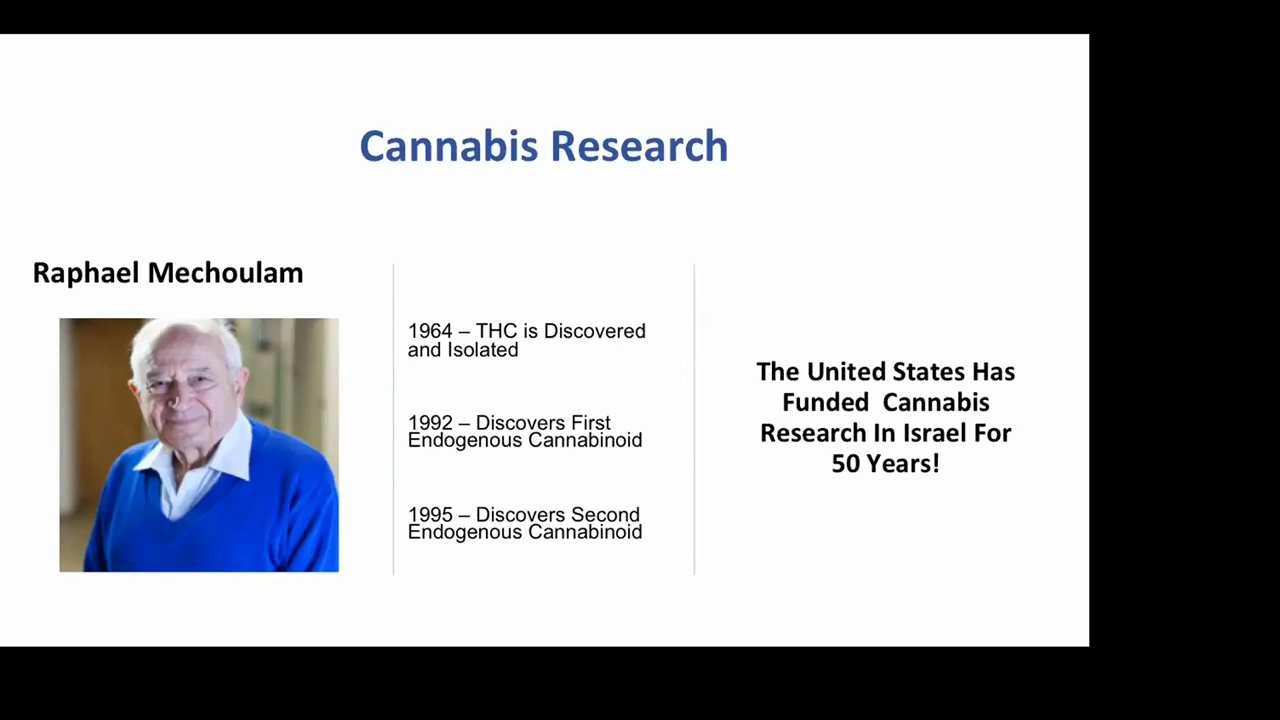 Cannabis Research
Raphael Mechoulam
1964 – THC is Discovered
and Isolated
1992 – Discovers First
Endogenous Cannabinoid
1995 – Discovers Second
Endogenous Cannabinoid
The United States Has
Funded  Cannabis
Research In Israel For
50 Years!